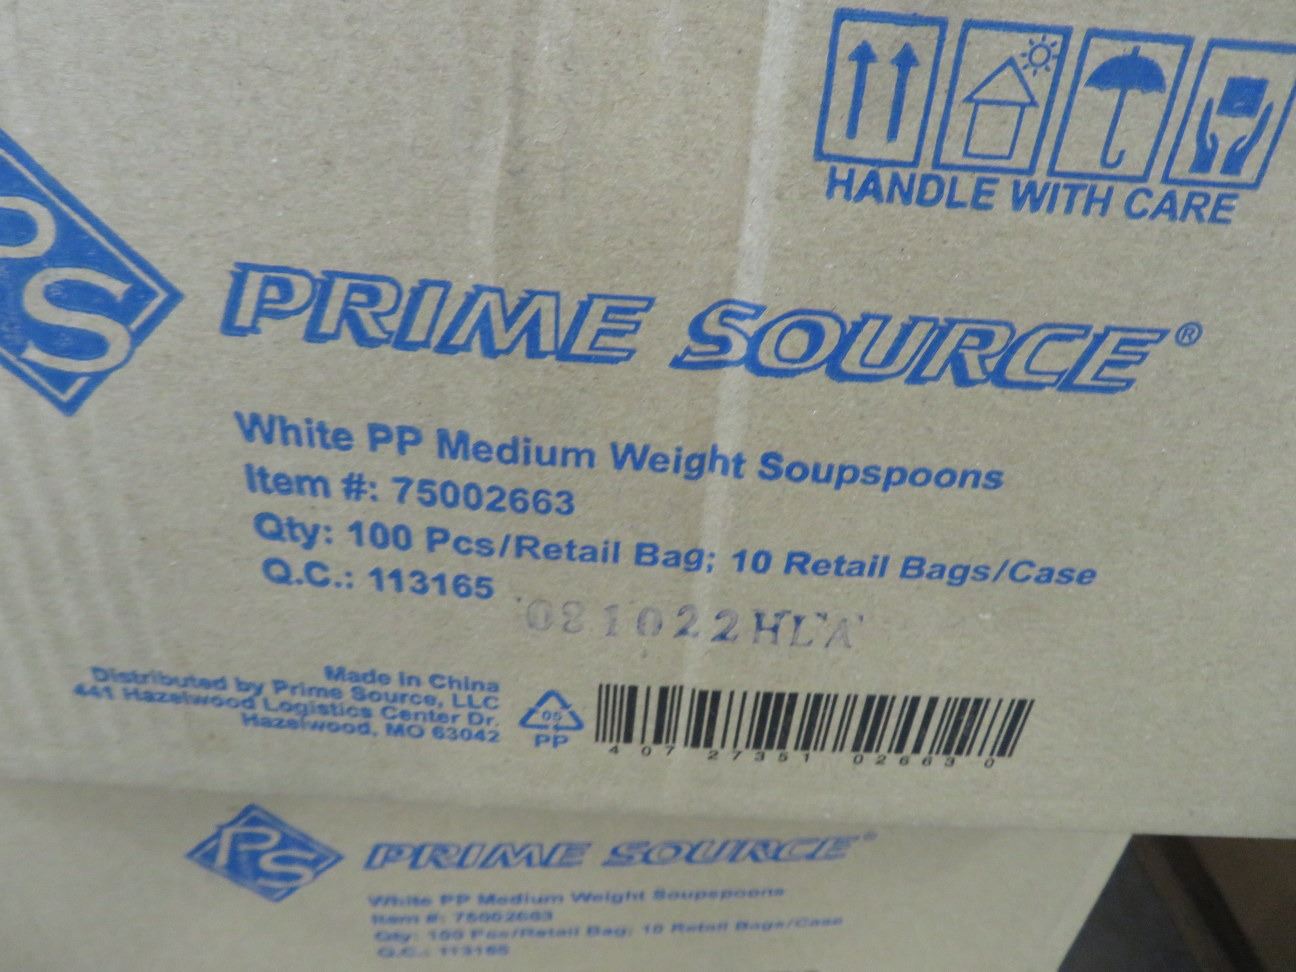 HANDLE WITH CARE
PS
PRIME SOURCE®
White PP Medium Weight Soupspoons
Item #: 75002663
Qty: 100 Pcs/Retail Bag; 10 Retail Bags/Case
Q.C.: 113165
081022HLA
Made in China
Distributed by Prime Source, LLC
441 Hazelwood Logistics Center Dr.
Hazelwood, MO 63042
05
PP
4 07 27351 02663 0
PS
PRIME SOURCE®
White PP Medium Weight Soupspoons
Item #: 75002663
Qty: 100 Pcs/Retail Bag; 10 Retail Bags/Case
Q.C.: 113165